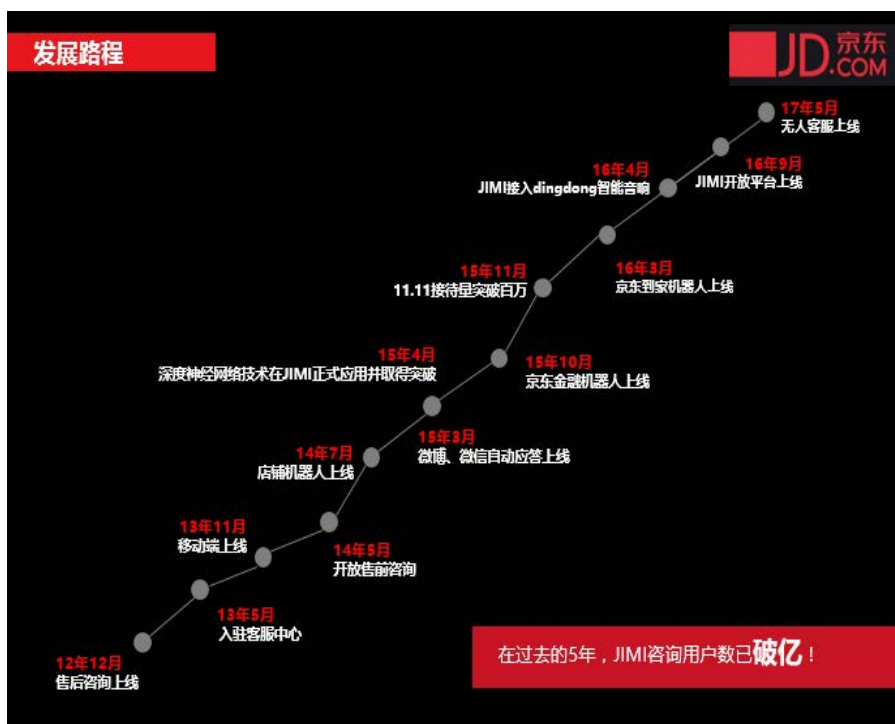 发展路程
JD京东
.COM
17年5月
无人客服上线
16年9月
JIMI开放平台上线
16年4月
JIMI接入dingdong智能音响
16年3月
京东到家机器人上线
15年11月
11.11接待量突破百万
15年10月
京东金融机器人上线
15年4月
深度神经网络技术在JIMI正式应用并取得突破
15年3月
微博、微信自动应答上线
14年7月
店铺机器人上线
14年5月
开放售前咨询
13年11月
移动端上线
13年5月
入驻客服中心
12年12月
售后咨询上线
在过去的5年，JIMI咨询用户数已破亿！